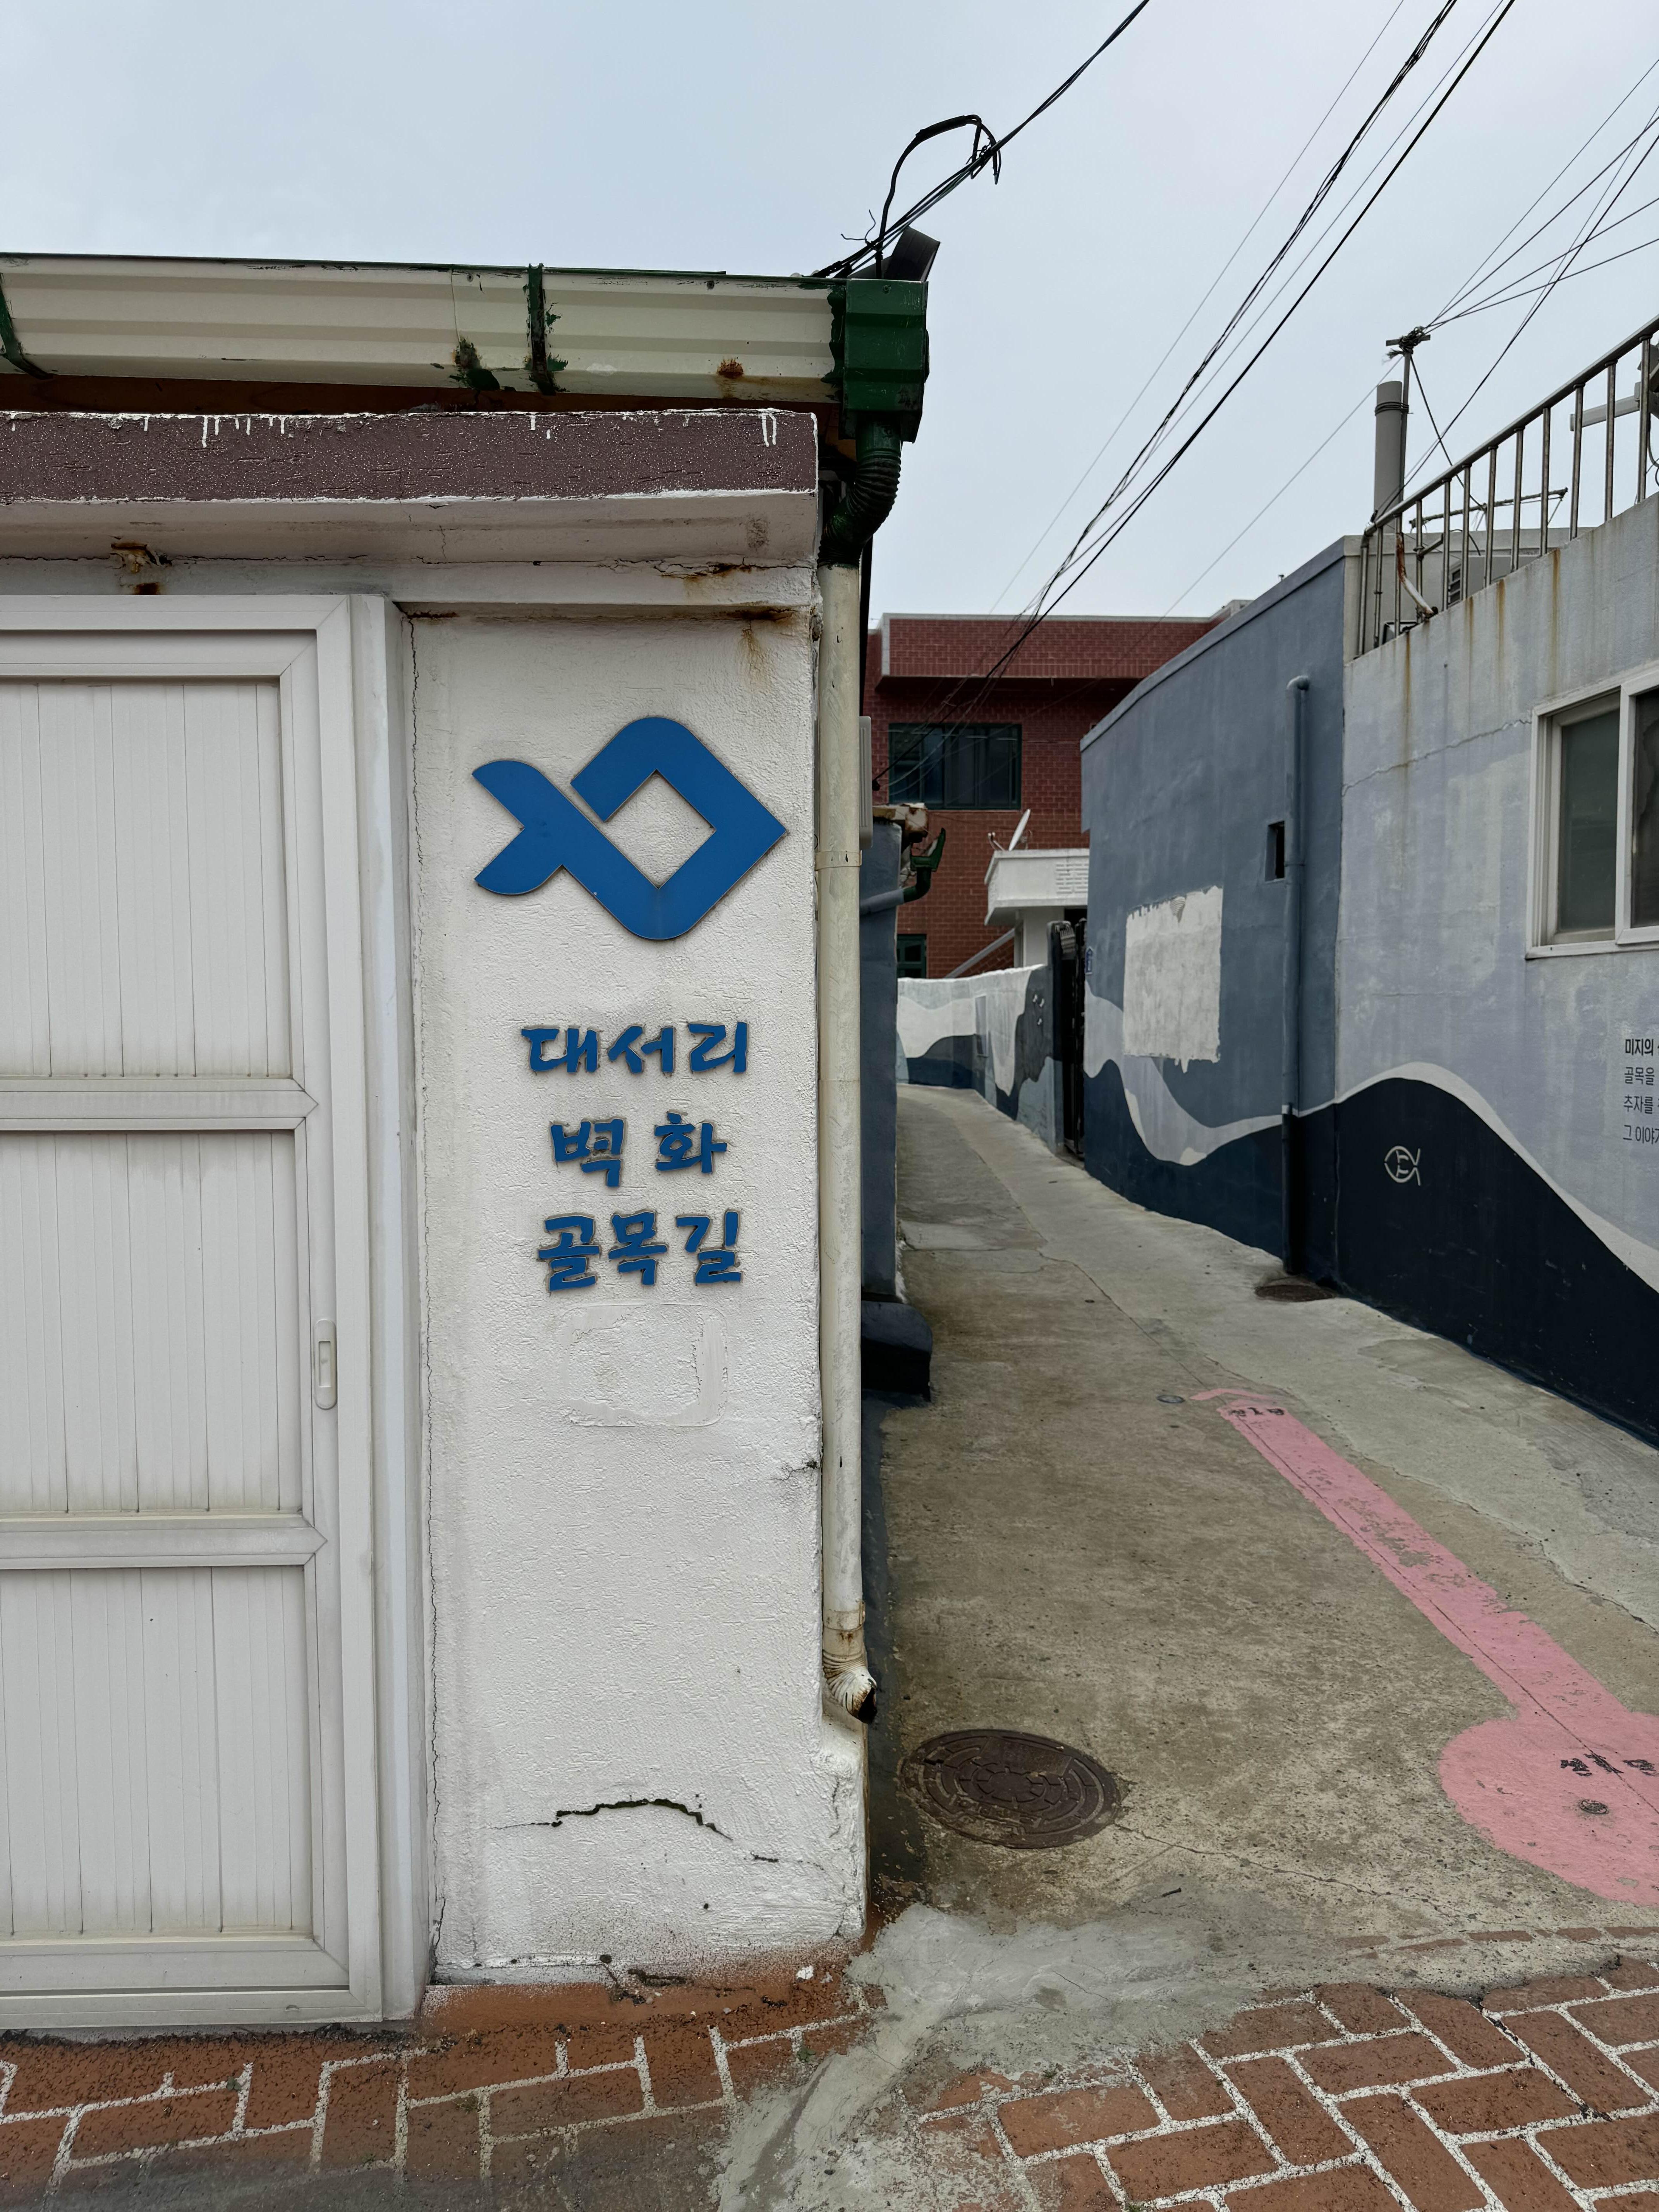 대서리
벽화
골목길
미지의
골목을
추자를
그 이야기